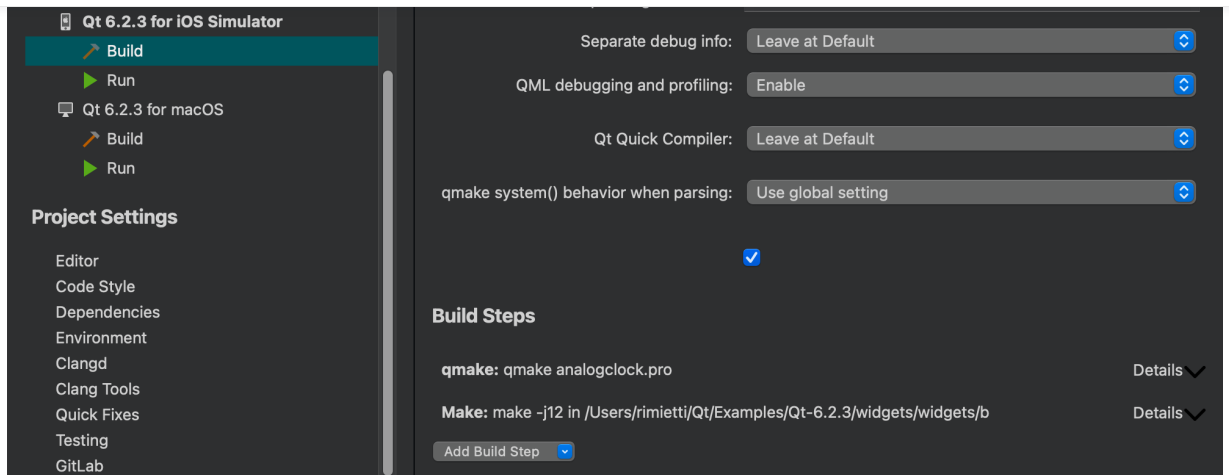 Qt 6.2.3 for iOS Simulator
Build
Run
Qt 6.2.3 for macOS
Build
Run
Project Settings
Editor
Code Style
Dependencies
Environment
Clangd
Clang Tools
Quick Fixes
Testing
GitLab
Separate debug info: Leave at Default
QML debugging and profiling: Enable
Qt Quick Compiler: Leave at Default
qmake system() behavior when parsing: Use global setting
Build Steps
qmake: qmake analogclock.pro Details
Make: make -j12 in /Users/rimietti/Qt/Examples/Qt-6.2.3/widgets/widgets/b Details
Add Build Step